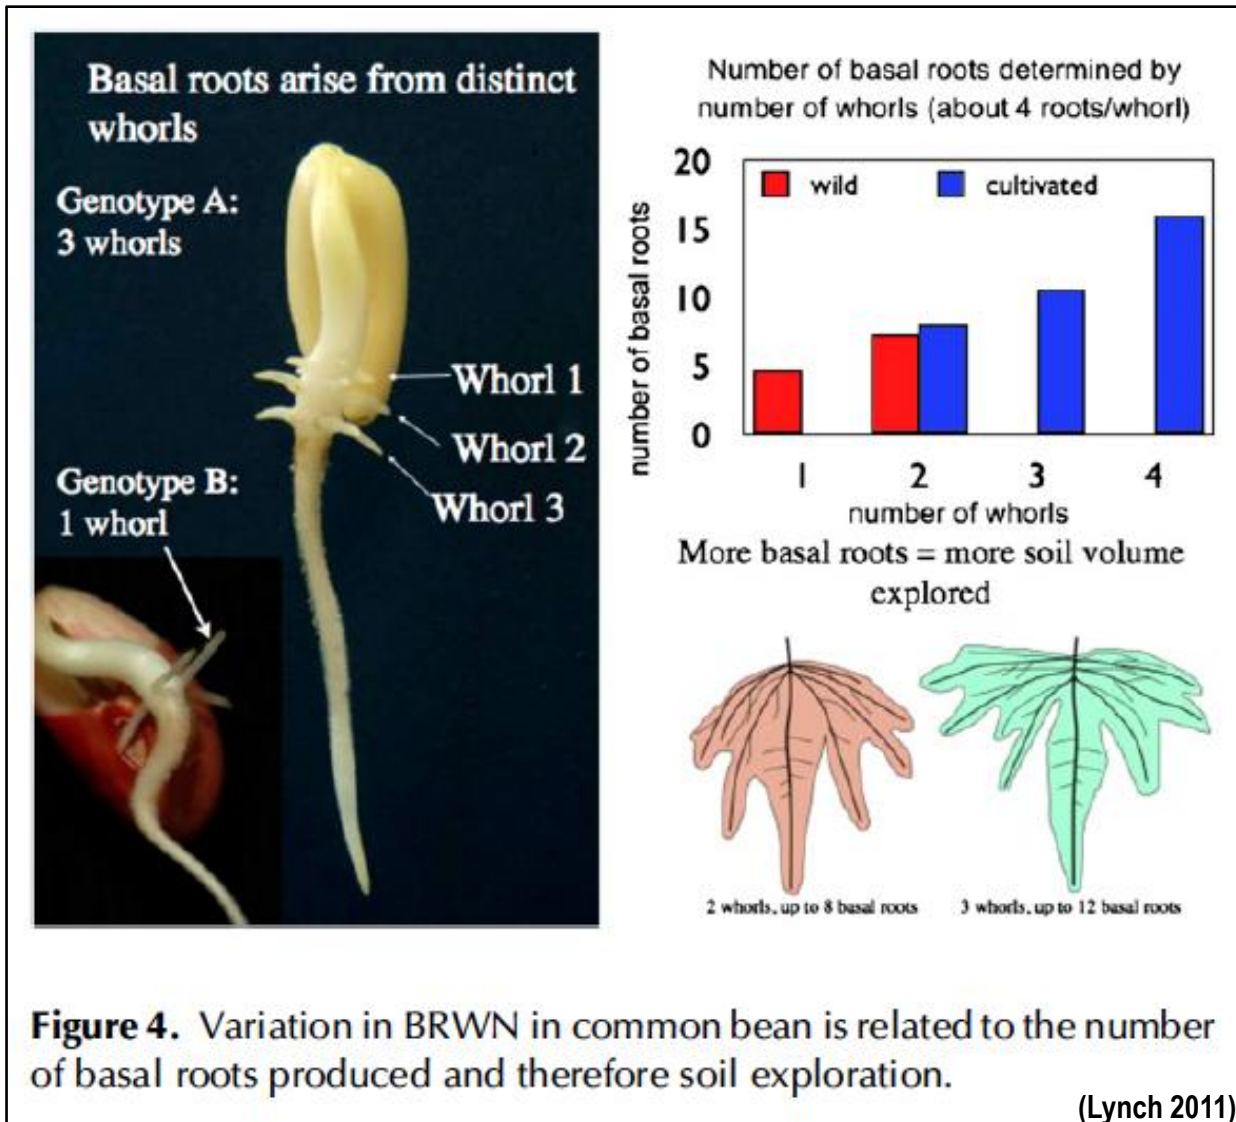 Basal roots arise from distinct
whorls
Genotype A:
3 whorls
Whorl 1
Whorl 2
Whorl 3
Genotype B:
1 whorl
Number of basal roots determined by
number of whorls (about 4 roots/whorl)
20
15
10
5
0
wild
cultivated
number of basal roots
1 2 3 4
number of whorls
More basal roots = more soil volume
explored
2 whorls, up to 8 basal roots
3 whorls, up to 12 basal roots
Figure 4. Variation in BRWN in common bean is related to the number
of basal roots produced and therefore soil exploration.
(Lynch 2011)